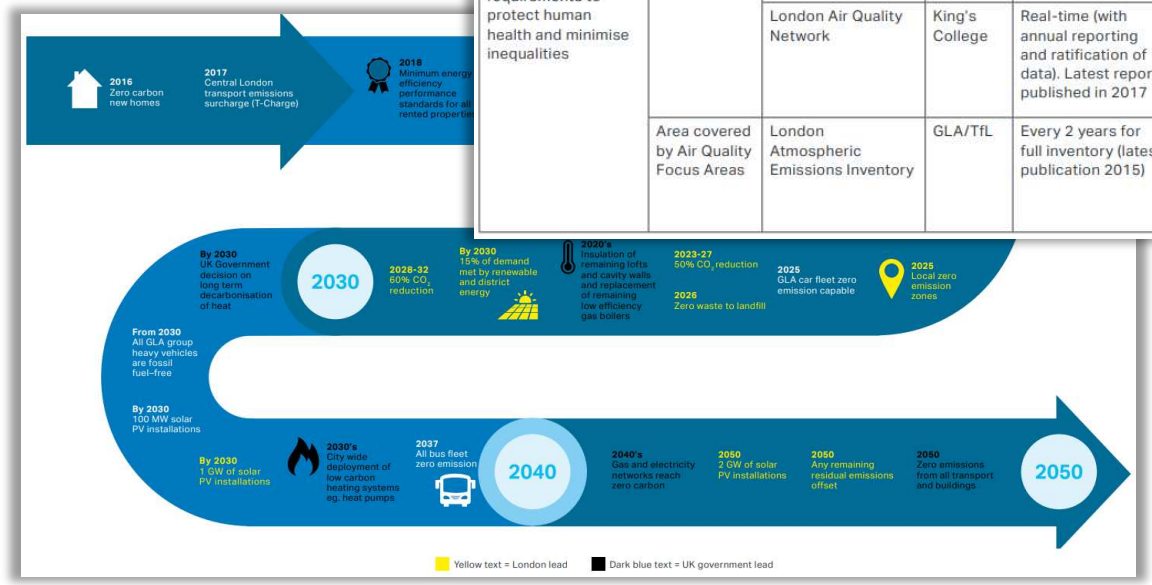 requirements to
protect human
health and minimise
inequalities
London Air Quality
Network
King's
College
Real-time (with
annual reporting
and ratification of
data). Latest report
published in 2017
Area covered
by Air Quality
Focus Areas
London
Atmospheric
Emissions Inventory
GLA/TfL
Every 2 years for
full inventory (latest
publication 2015)
2016
Zero carbon
new homes
2017
Central London
transport emissions
surcharge (T-Charge)
2018
Minimum energy
efficiency
performance
standards for all
rented properties
By 2030
UK Government
decision on
long term
decarbonisation
of heat
2030
2028-32
60% CO₂
reduction
By 2030
15% of demand
met by renewable
and district
energy
2020's
Insulation of
remaining lofts
and cavity walls
and replacement
of remaining
low efficiency
gas boilers
2023-27
50% CO₂ reduction
2026
Zero waste to landfill
2025
GLA car fleet zero
emission capable
2025
Local zero
emission
zones
From 2030
All GLA group
heavy vehicles
are fossil
fuel–free
By 2030
100 MW solar
PV installations
By 2030
1 GW of solar
PV installations
2030's
City wide
deployment of
low carbon
heating systems
eg. heat pumps
2037
All bus fleet
zero emission
2040
2040's
Gas and electricity
networks reach
zero carbon
2050
2 GW of solar
PV installations
2050
Any remaining
residual emissions
offset
2050
Zero emissions
from all transport
and buildings
2050
Yellow text = London lead
Dark blue text = UK government lead